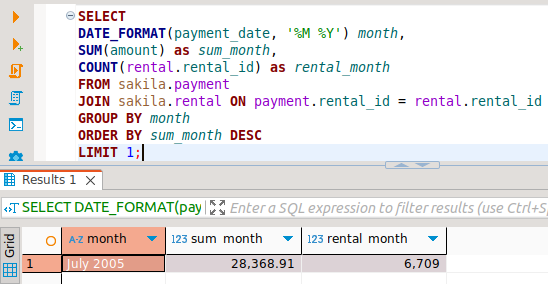 SELECT
DATE_FORMAT(payment_date, '%M %Y') month,
SUM(amount) as sum_month,
COUNT(rental.rental_id) as rental_month
FROM sakila.payment
JOIN sakila.rental ON payment.rental_id = rental.rental_id
GROUP BY month
ORDER BY sum_month DESC
LIMIT 1;
Results 1
SELECT DATE_FORMAT(pay Enter a SQL expression to filter results (use Ctrl+Sp
Grid
A-Z month 123 sum_month 123 rental_month
1 July 2005 28,368.91 6,709